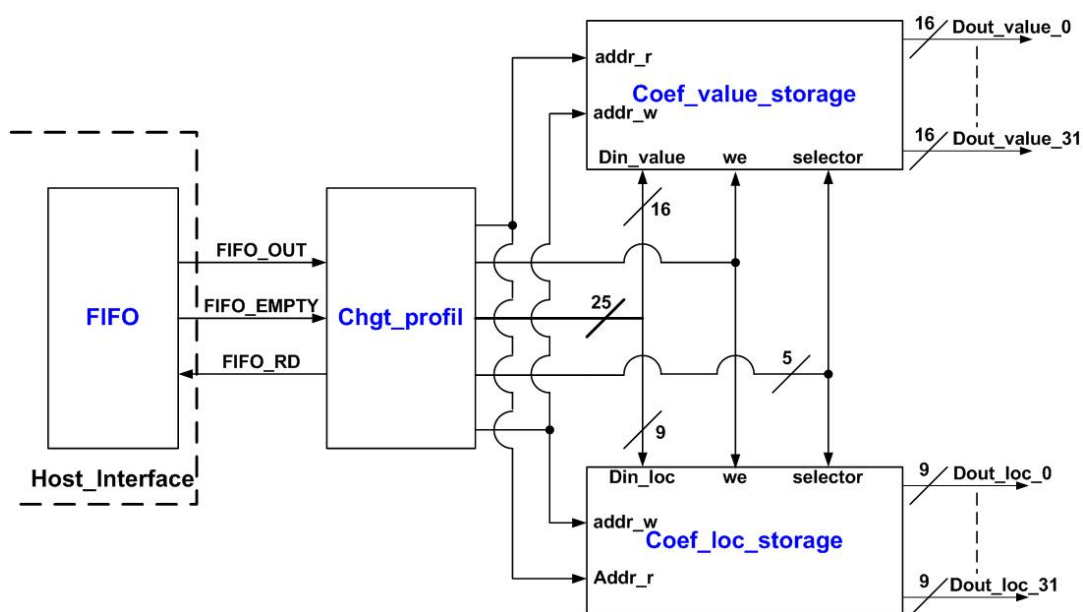 16 Dout_value_0
addr_r
Coef_value_storage
addr_w
16 Dout_value_31
Din_value we selector
16
FIFO_OUT
FIFO_EMPTY
25
FIFO
Chgt_profil
FIFO_RD
5
9
Host_Interface
Din_loc we selector
9 Dout_loc_0
addr_w
Coef_loc_storage
Addr_r
9 Dout_loc_31